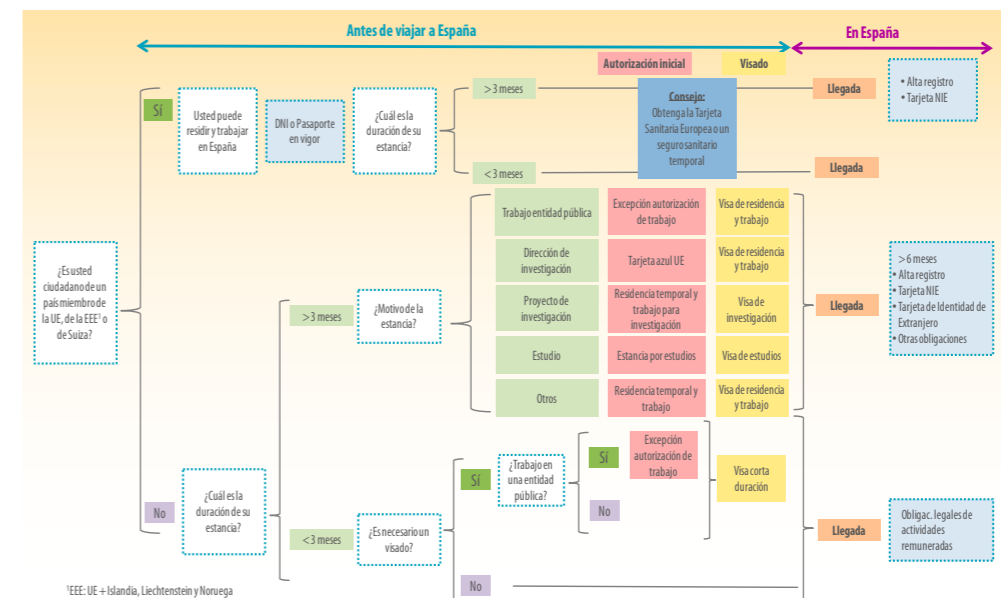 Antes de viajar a España
En España
Autorización inicial
Visado
Sí
Usted puede
residir y trabajar
en España
DNI o Pasaporte
en vigor
¿Cuál es la
duración de su
estancia?
> 3 meses
< 3 meses
Consejo:
Obtenga la Tarjeta
Sanitaria Europea o un
seguro sanitario
temporal
Llegada
• Alta registro
• Tarjeta NIE
Llegada
¿Es usted
ciudadano de un
país miembro de
la UE, de la EEE¹ o
de Suiza?
No
¿Cuál es la
duración de su
estancia?
> 3 meses
¿Motivo de la
estancia?
Trabajo entidad pública
Excepción autorización
de trabajo
Visa de residencia
y trabajo
Dirección de
investigación
Tarjeta azul UE
Visa de residencia
y trabajo
Proyecto de
investigación
Residencia temporal y
trabajo para
investigación
Visa de
investigación
Estudio
Estancia por estudios
Visa de estudios
Otros
Residencia temporal y
trabajo
Visa de residencia
y trabajo
Llegada
> 6 meses
• Alta registro
• Tarjeta NIE
• Tarjeta de Identidad de
Extranjero
• Otras obligaciones
< 3 meses
¿Es necesario un
visado?
Sí
¿Trabajo en
una entidad
pública?
Sí
Excepción
autorización de
trabajo
No
Visa corta
duración
No
Llegada
Obligac. legales de
actividades
remuneradas
¹EEE: UE + Islandia, Liechtenstein y Noruega